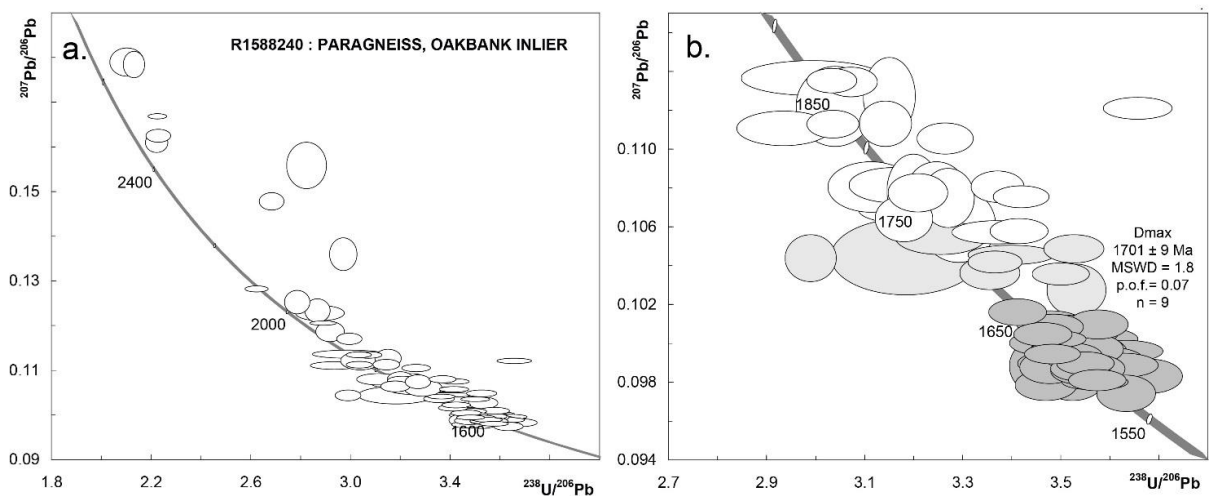 a.
R1588240 : PARAGNEISS, OAKBANK INLIER
207Pb/206Pb
0.15
0.13
0.11
0.09
2400
2000
1600
1.8 2.2 2.6 3.0 3.4 3.8
238U/206Pb
b.
207Pb/206Pb
0.110
0.106
0.102
0.098
0.094
1850
1750
1650
1550
Dmax
1701 ± 9 Ma
MSWD = 1.8
p.o.f.= 0.07
n = 9
2.7 2.9 3.1 3.3 3.5
238U/206Pb